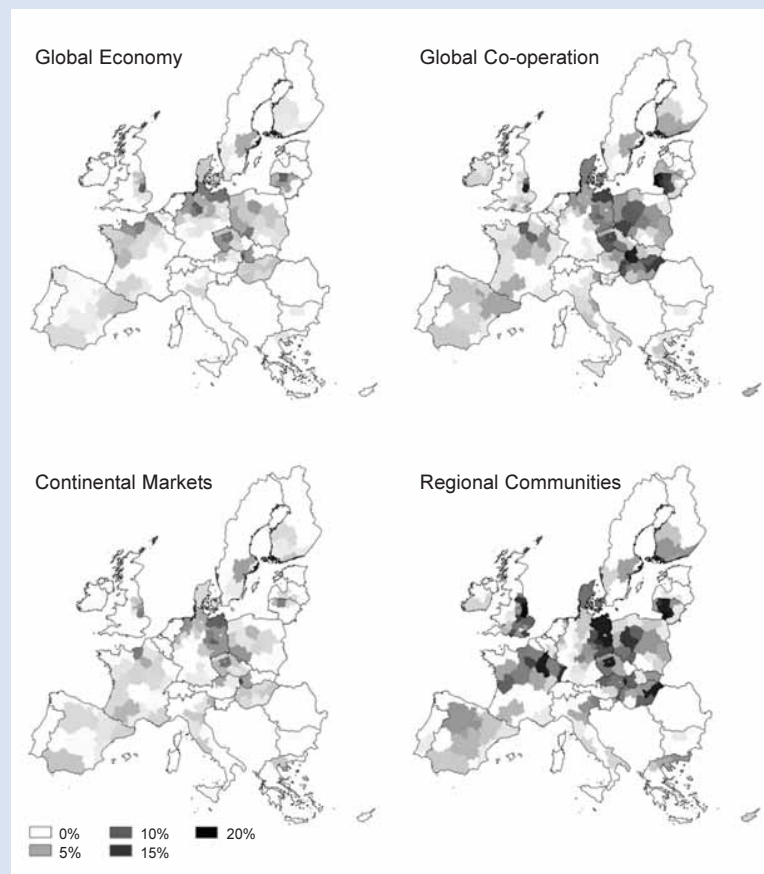 Global Economy
Global Co-operation
Continental Markets
Regional Communities
0% 10% 20%
5% 15%